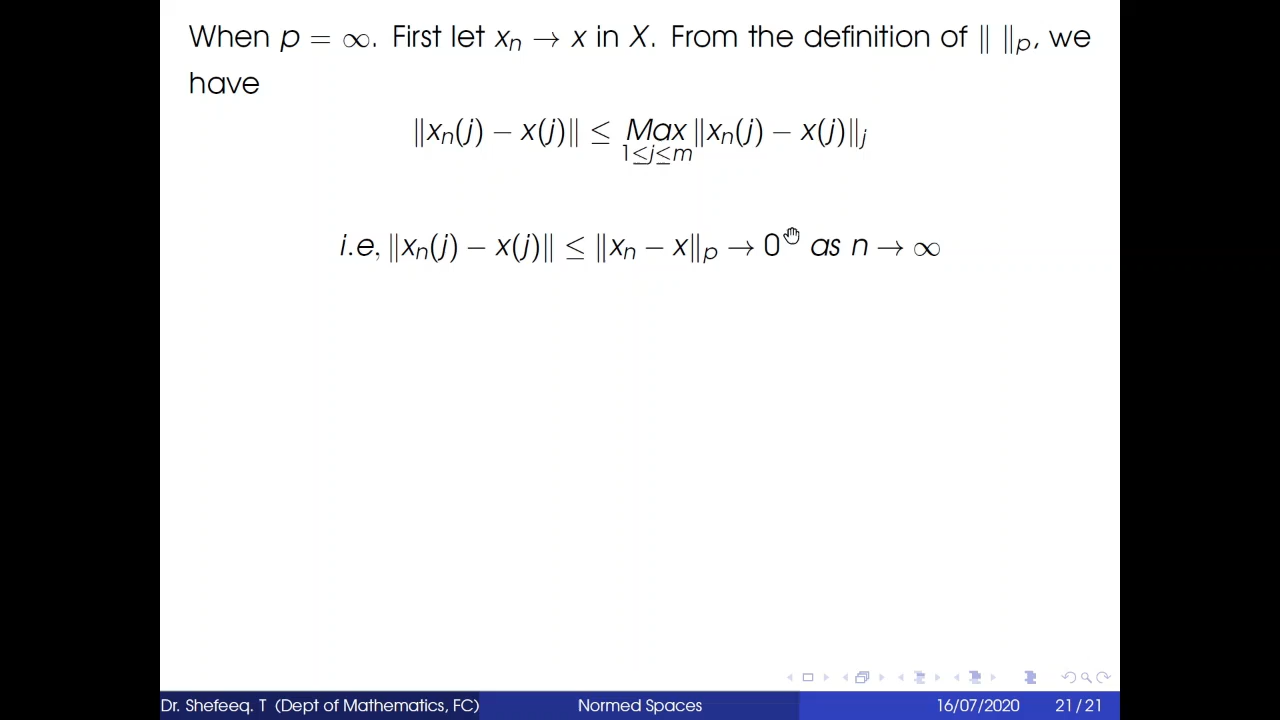 When p = ∞. First let xₙ → x in X. From the definition of ‖ ‖ₚ, we
have
‖xₙ(j) − x(j)‖ ≤ Max ‖xₙ(j) − x(j)‖ⱼ
1≤j≤m
i.e, ‖xₙ(j) − x(j)‖ ≤ ‖xₙ − x‖ₚ → 0 as n → ∞
Dr. Shefeeq. T (Dept of Mathematics, FC) Normed Spaces 16/07/2020 21 / 21